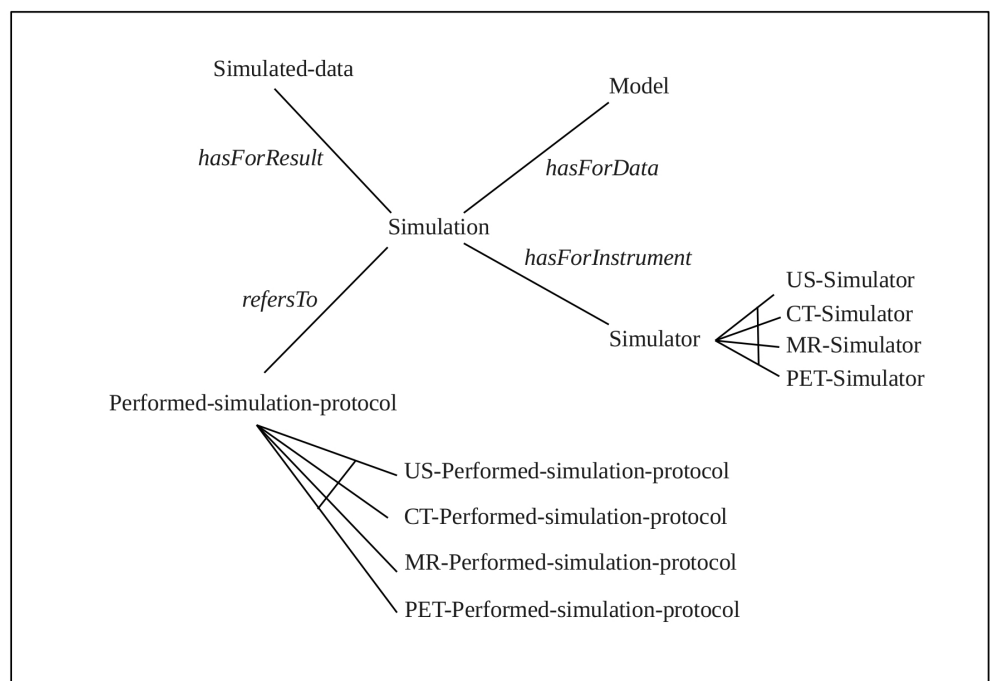 Simulated-data
Model
hasForResult
hasForData
Simulation
hasForInstrument
US-Simulator
refersTo
CT-Simulator
Simulator
MR-Simulator
PET-Simulator
Performed-simulation-protocol
US-Performed-simulation-protocol
CT-Performed-simulation-protocol
MR-Performed-simulation-protocol
PET-Performed-simulation-protocol